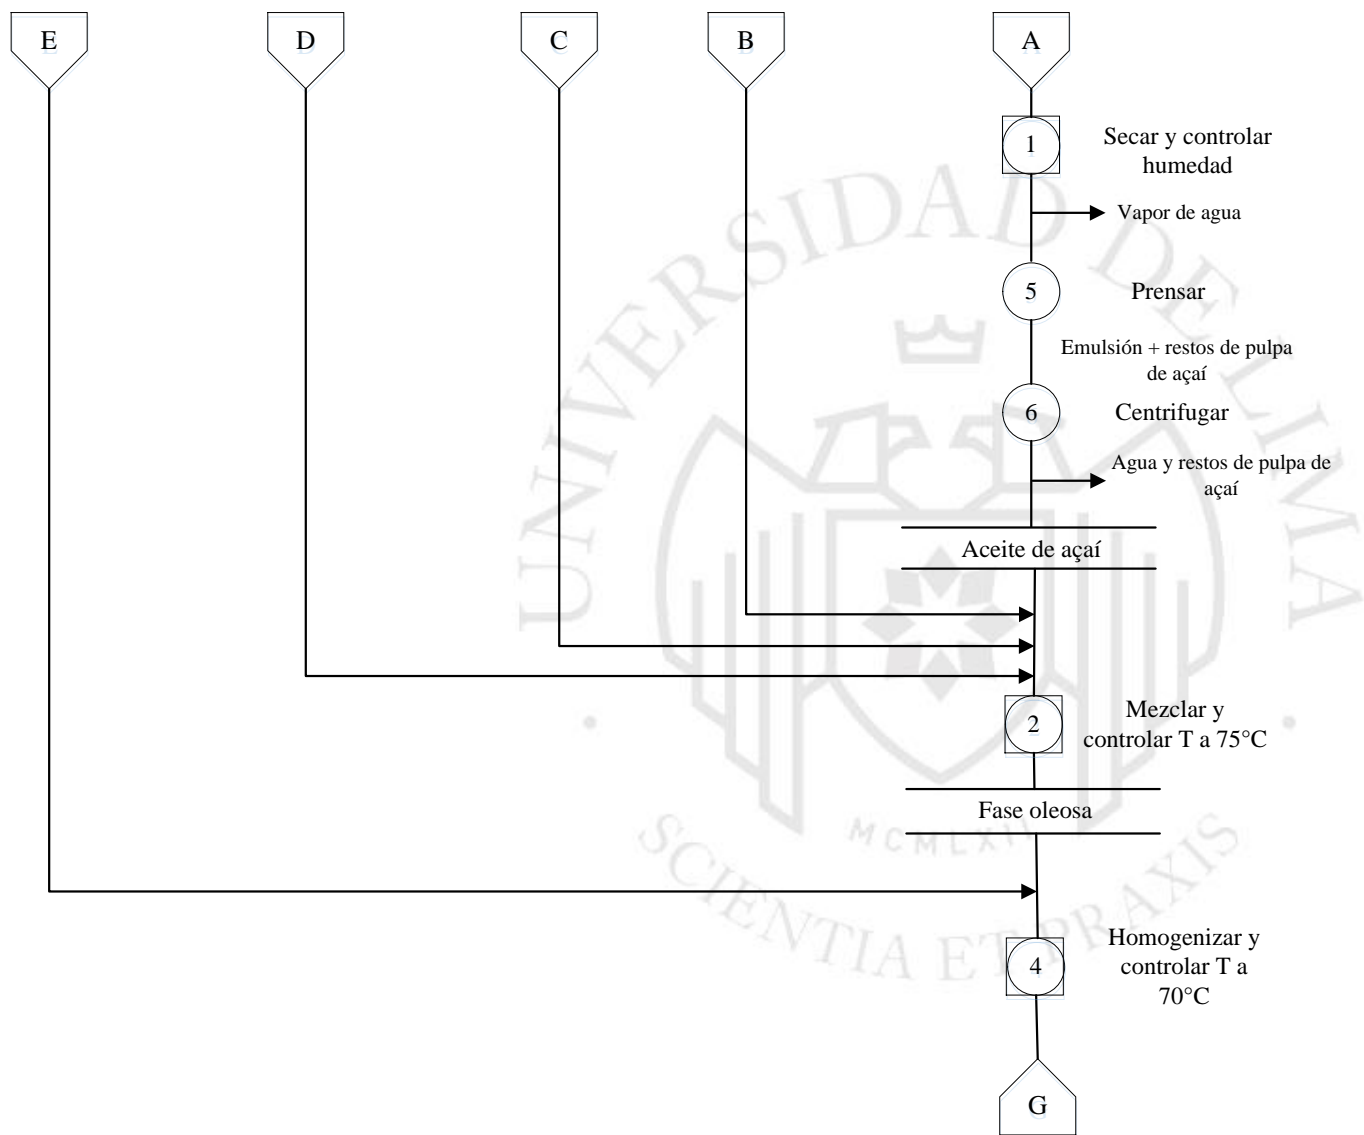 E
D
C
B
A
1
Secar y controlar
humedad
Vapor de agua
5
Prensar
Emulsión + restos de pulpa
de açaí
6
Centrifugar
Agua y restos de pulpa de
açaí
Aceite de açaí
2
Mezclar y
controlar T a 75°C
Fase oleosa
4
Homogenizar y
controlar T a
70°C
G
UNIVERSIDAD DE LIMA
MCMLXII
SCIENTIA ET PRAXIS